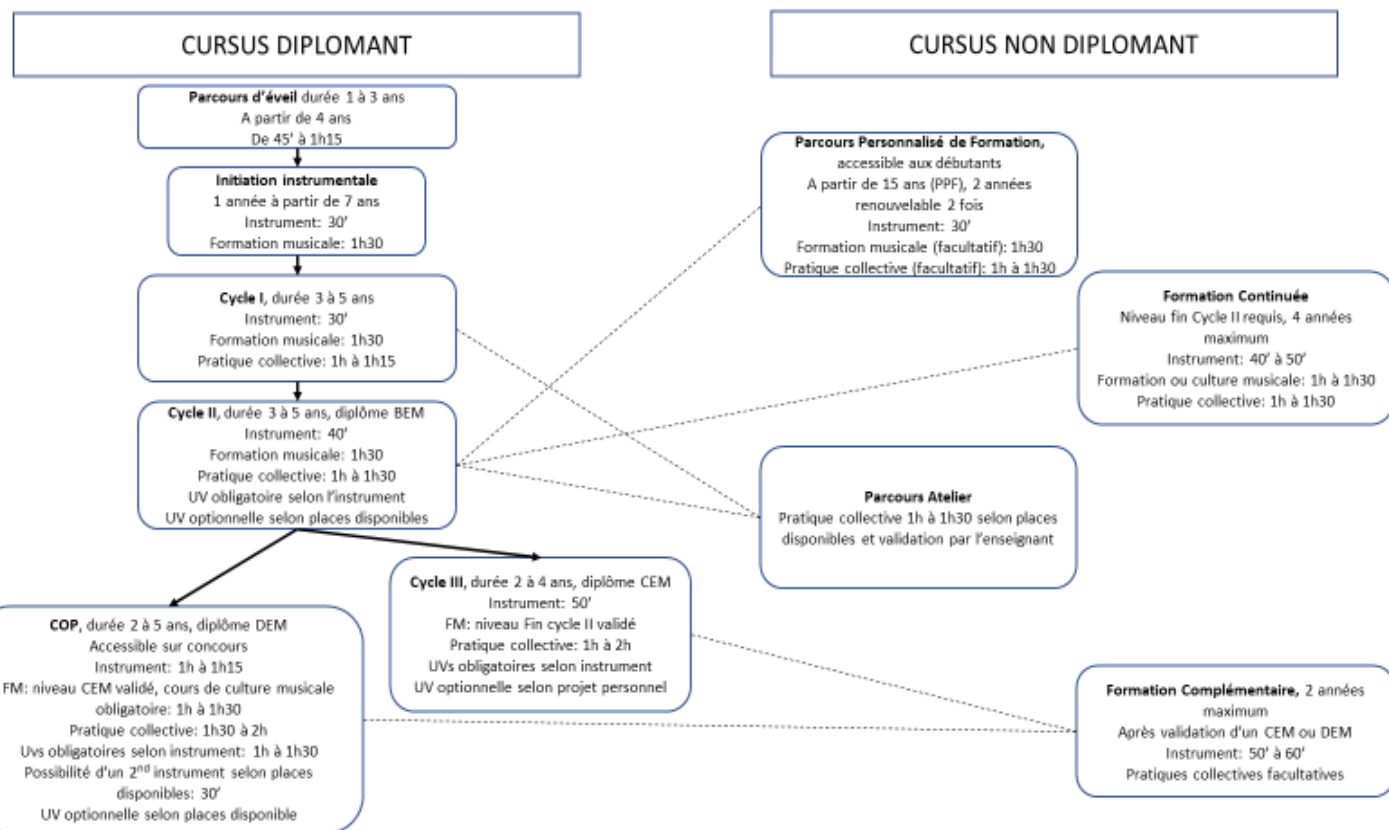 CURSUS DIPLOMANT
Parcours d'éveil durée 1 à 3 ans
A partir de 4 ans
De 45' à 1h15
Initiation instrumentale
1 année à partir de 7 ans
Instrument: 30'
Formation musicale: 1h30
Cycle I, durée 3 à 5 ans
Instrument: 30'
Formation musicale: 1h30
Pratique collective: 1h à 1h15
Cycle II, durée 3 à 5 ans, diplôme BEM
Instrument: 40'
Formation musicale: 1h30
Pratique collective: 1h à 1h30
UV obligatoire selon l'instrument
UV optionnelle selon places disponibles
Cycle III, durée 2 à 4 ans, diplôme CEM
Instrument: 50'
FM: niveau Fin cycle II validé
Pratique collective: 1h à 2h
UVs obligatoires selon instrument
UV optionnelle selon projet personnel
COP, durée 2 à 5 ans, diplôme DEM
Accessible sur concours
Instrument: 1h à 1h15
FM: niveau CEM validé, cours de culture musicale
obligatoire: 1h à 1h30
Pratique collective: 1h30 à 2h
Uvs obligatoires selon instrument: 1h à 1h30
Possibilité d'un 2nd instrument selon places
disponibles: 30'
UV optionnelle selon places disponible
CURSUS NON DIPLOMANT
Parcours Personnalisé de Formation,
accessible aux débutants
A partir de 15 ans (PPF), 2 années
renouvelable 2 fois
Instrument: 30'
Formation musicale (facultatif): 1h30
Pratique collective (facultatif): 1h à 1h30
Formation Continuée
Niveau fin Cycle II requis, 4 années
maximum
Instrument: 40' à 50'
Formation ou culture musicale: 1h à 1h30
Pratique collective: 1h à 1h30
Parcours Atelier
Pratique collective 1h à 1h30 selon places
disponibles et validation par l'enseignant
Formation Complémentaire, 2 années
maximum
Après validation d'un CEM ou DEM
Instrument: 50' à 60'
Pratiques collectives facultatives